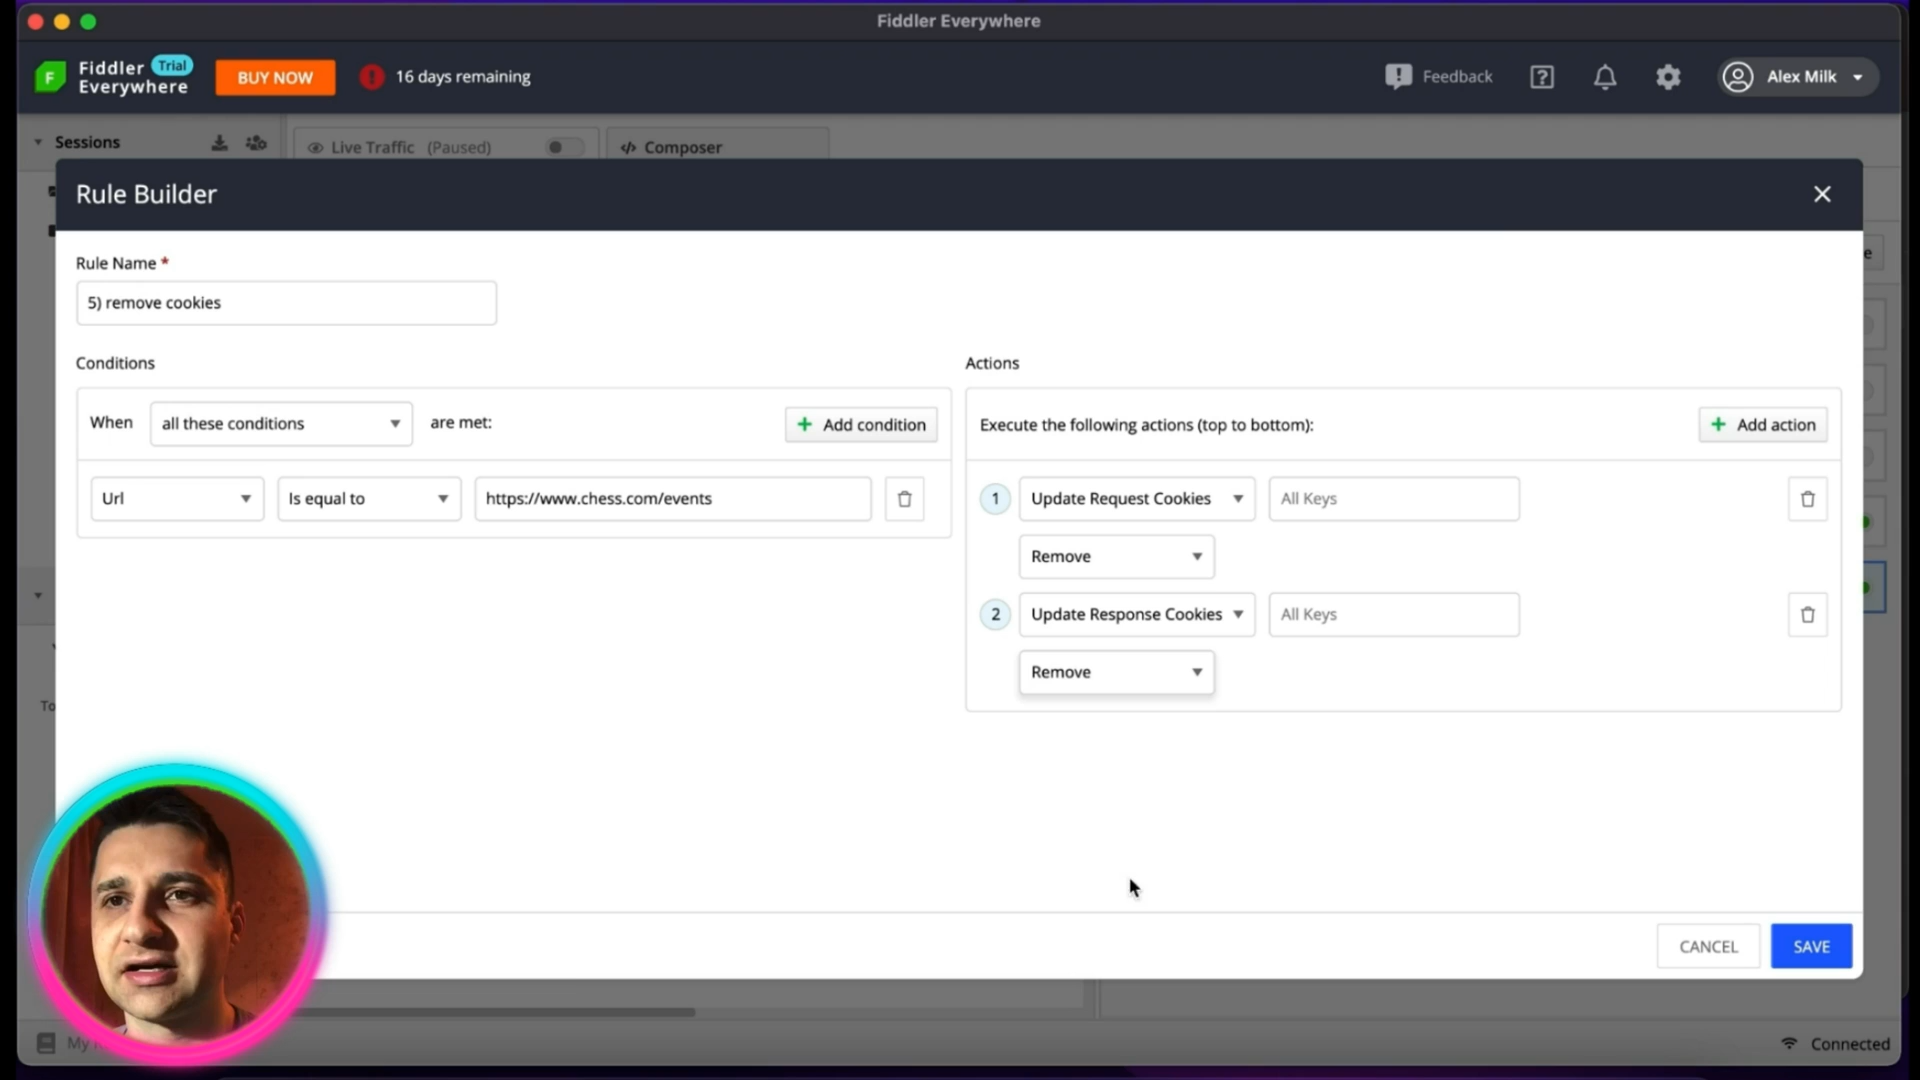 Fiddler Everywhere
F
Fiddler Trial
Everywhere
BUY NOW
! 16 days remaining
Feedback
Alex Milk
Sessions
Live Traffic (Paused)
</> Composer
Rule Builder
Rule Name *
5) remove cookies
Conditions
When all these conditions are met:
+ Add condition
Url
Is equal to
https://www.chess.com/events
Actions
Execute the following actions (top to bottom):
+ Add action
1 Update Request Cookies
All Keys
Remove
2 Update Response Cookies
All Keys
Remove
To
CANCEL
SAVE
My
Connected